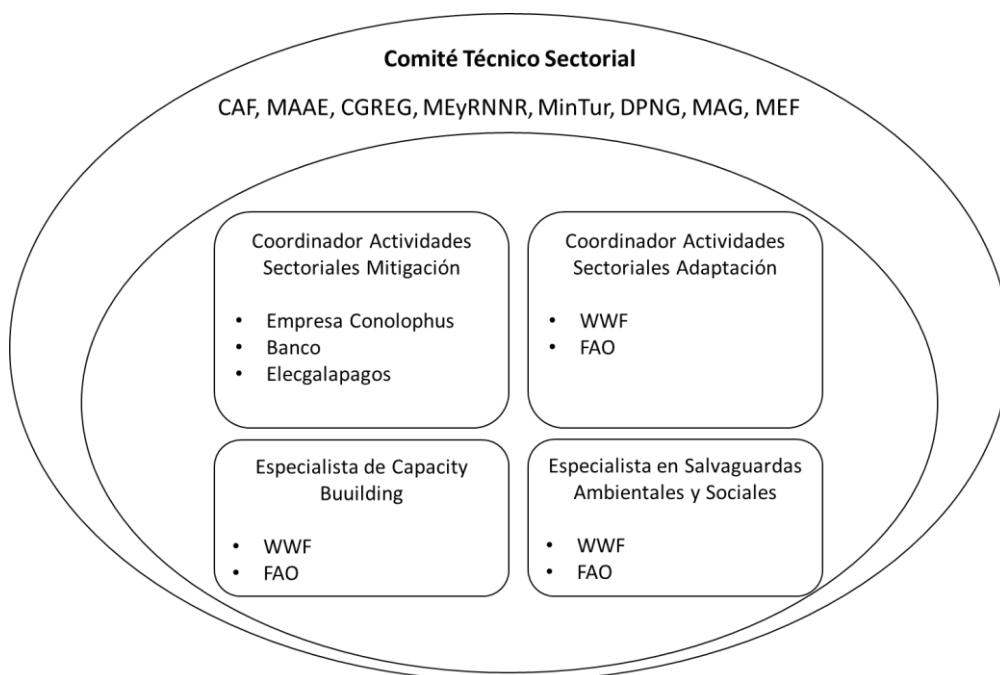 Comité Técnico Sectorial
CAF, MAAE, CGREG, MEyRNNR, MinTur, DPNG, MAG, MEF
Coordinador Actividades
Sectoriales Mitigación
• Empresa Conolophus
• Banco
• Elecgalapagos
Coordinador Actividades
Sectoriales Adaptación
• WWF
• FAO
Especialista de Capacity
Buuilding
• WWF
• FAO
Especialista en Salvaguardas
Ambientales y Sociales
• WWF
• FAO